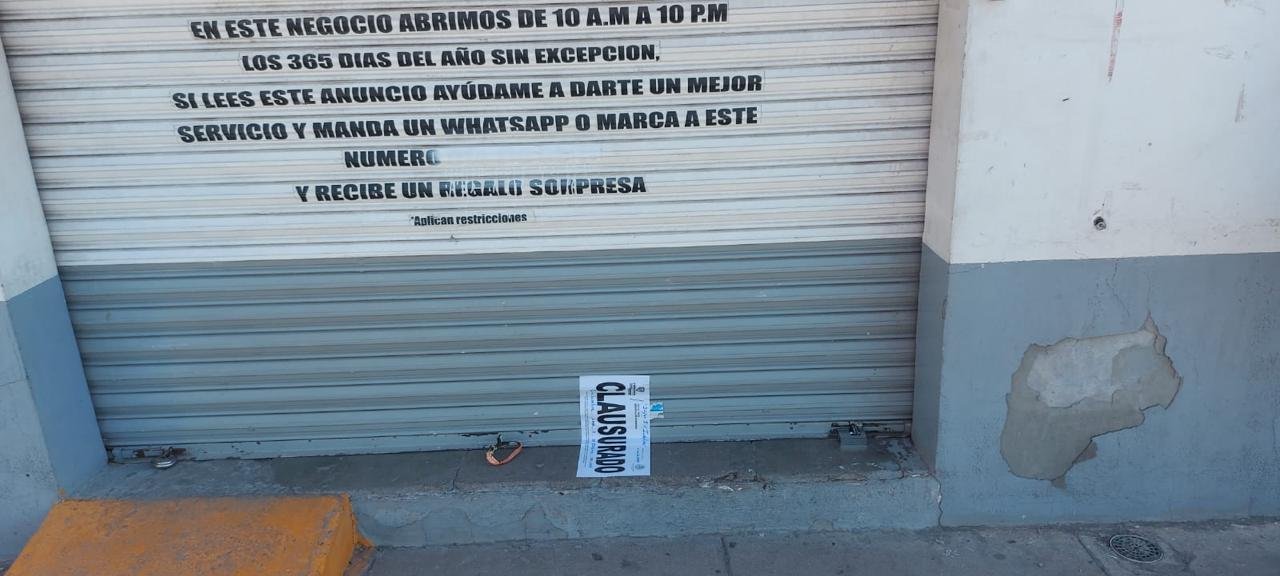 EN ESTE NEGOCIO ABRIMOS DE 10 A.M A 10 P.M
LOS 365 DIAS DEL AÑO SIN EXCEPCION,
SI LEES ESTE ANUNCIO AYÚDAME A DARTE UN MEJOR
SERVICIO Y MANDA UN WHATSAPP O MARCA A ESTE
NUMERO
Y RECIBE UN REGALO SORPRESA
*Aplican restricciones
CLAUSURADO